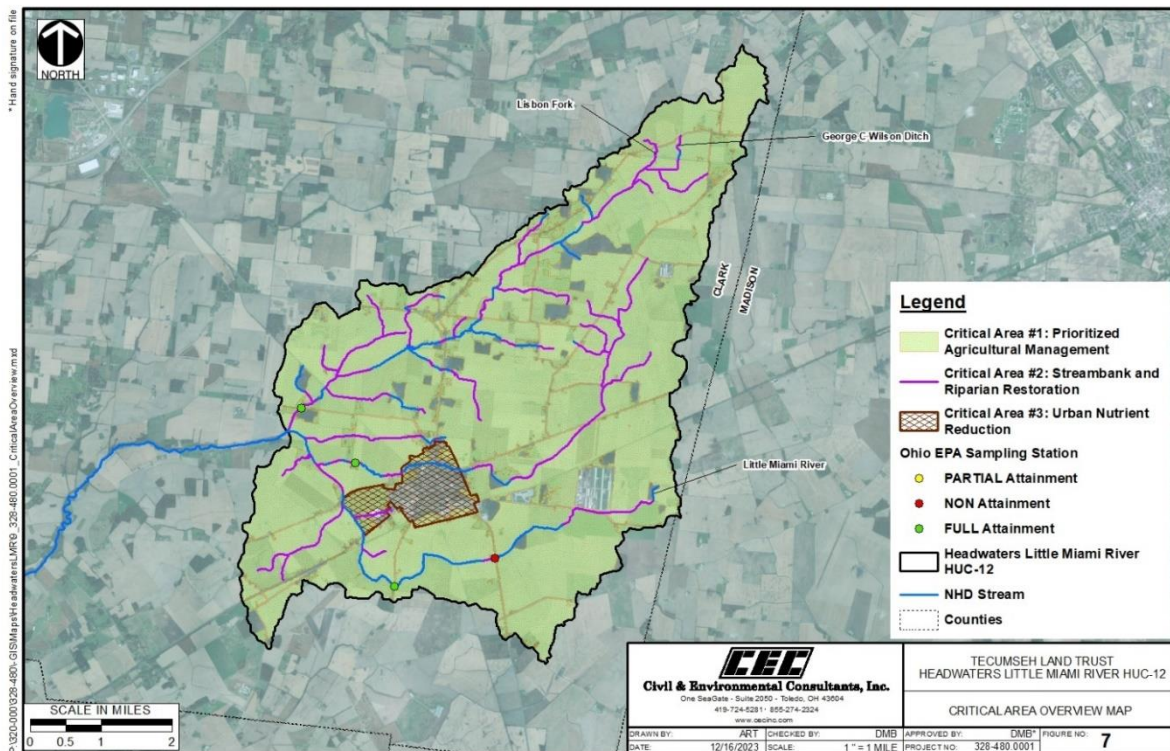 * Hand signature on file
NORTH
Lisbon Fork
George C Wilson Ditch
CLARK
MADISON
Little Miami River
Legend
Critical Area #1: Prioritized
Agricultural Management
Critical Area #2: Streambank and
Riparian Restoration
Critical Area #3: Urban Nutrient
Reduction
Ohio EPA Sampling Station
PARTIAL Attainment
NON Attainment
FULL Attainment
Headwaters Little Miami River
HUC-12
NHD Stream
Counties
SCALE IN MILES
0 0.5 1 2
CEC
Civil & Environmental Consultants, Inc.
One SeaGate - Suite 2050 - Toledo, OH 43604
419-724-5281 · 855-274-2324
www.cecinc.com
TECUMSEH LAND TRUST
HEADWATERS LITTLE MIAMI RIVER HUC-12
CRITICAL AREA OVERVIEW MAP
DRAWN BY: ART CHECKED BY: DMB APPROVED BY: DMB* FIGURE NO:
7
DATE: 12/16/2023 SCALE: 1 " = 1 MILE PROJECT NO: 328-480.0001